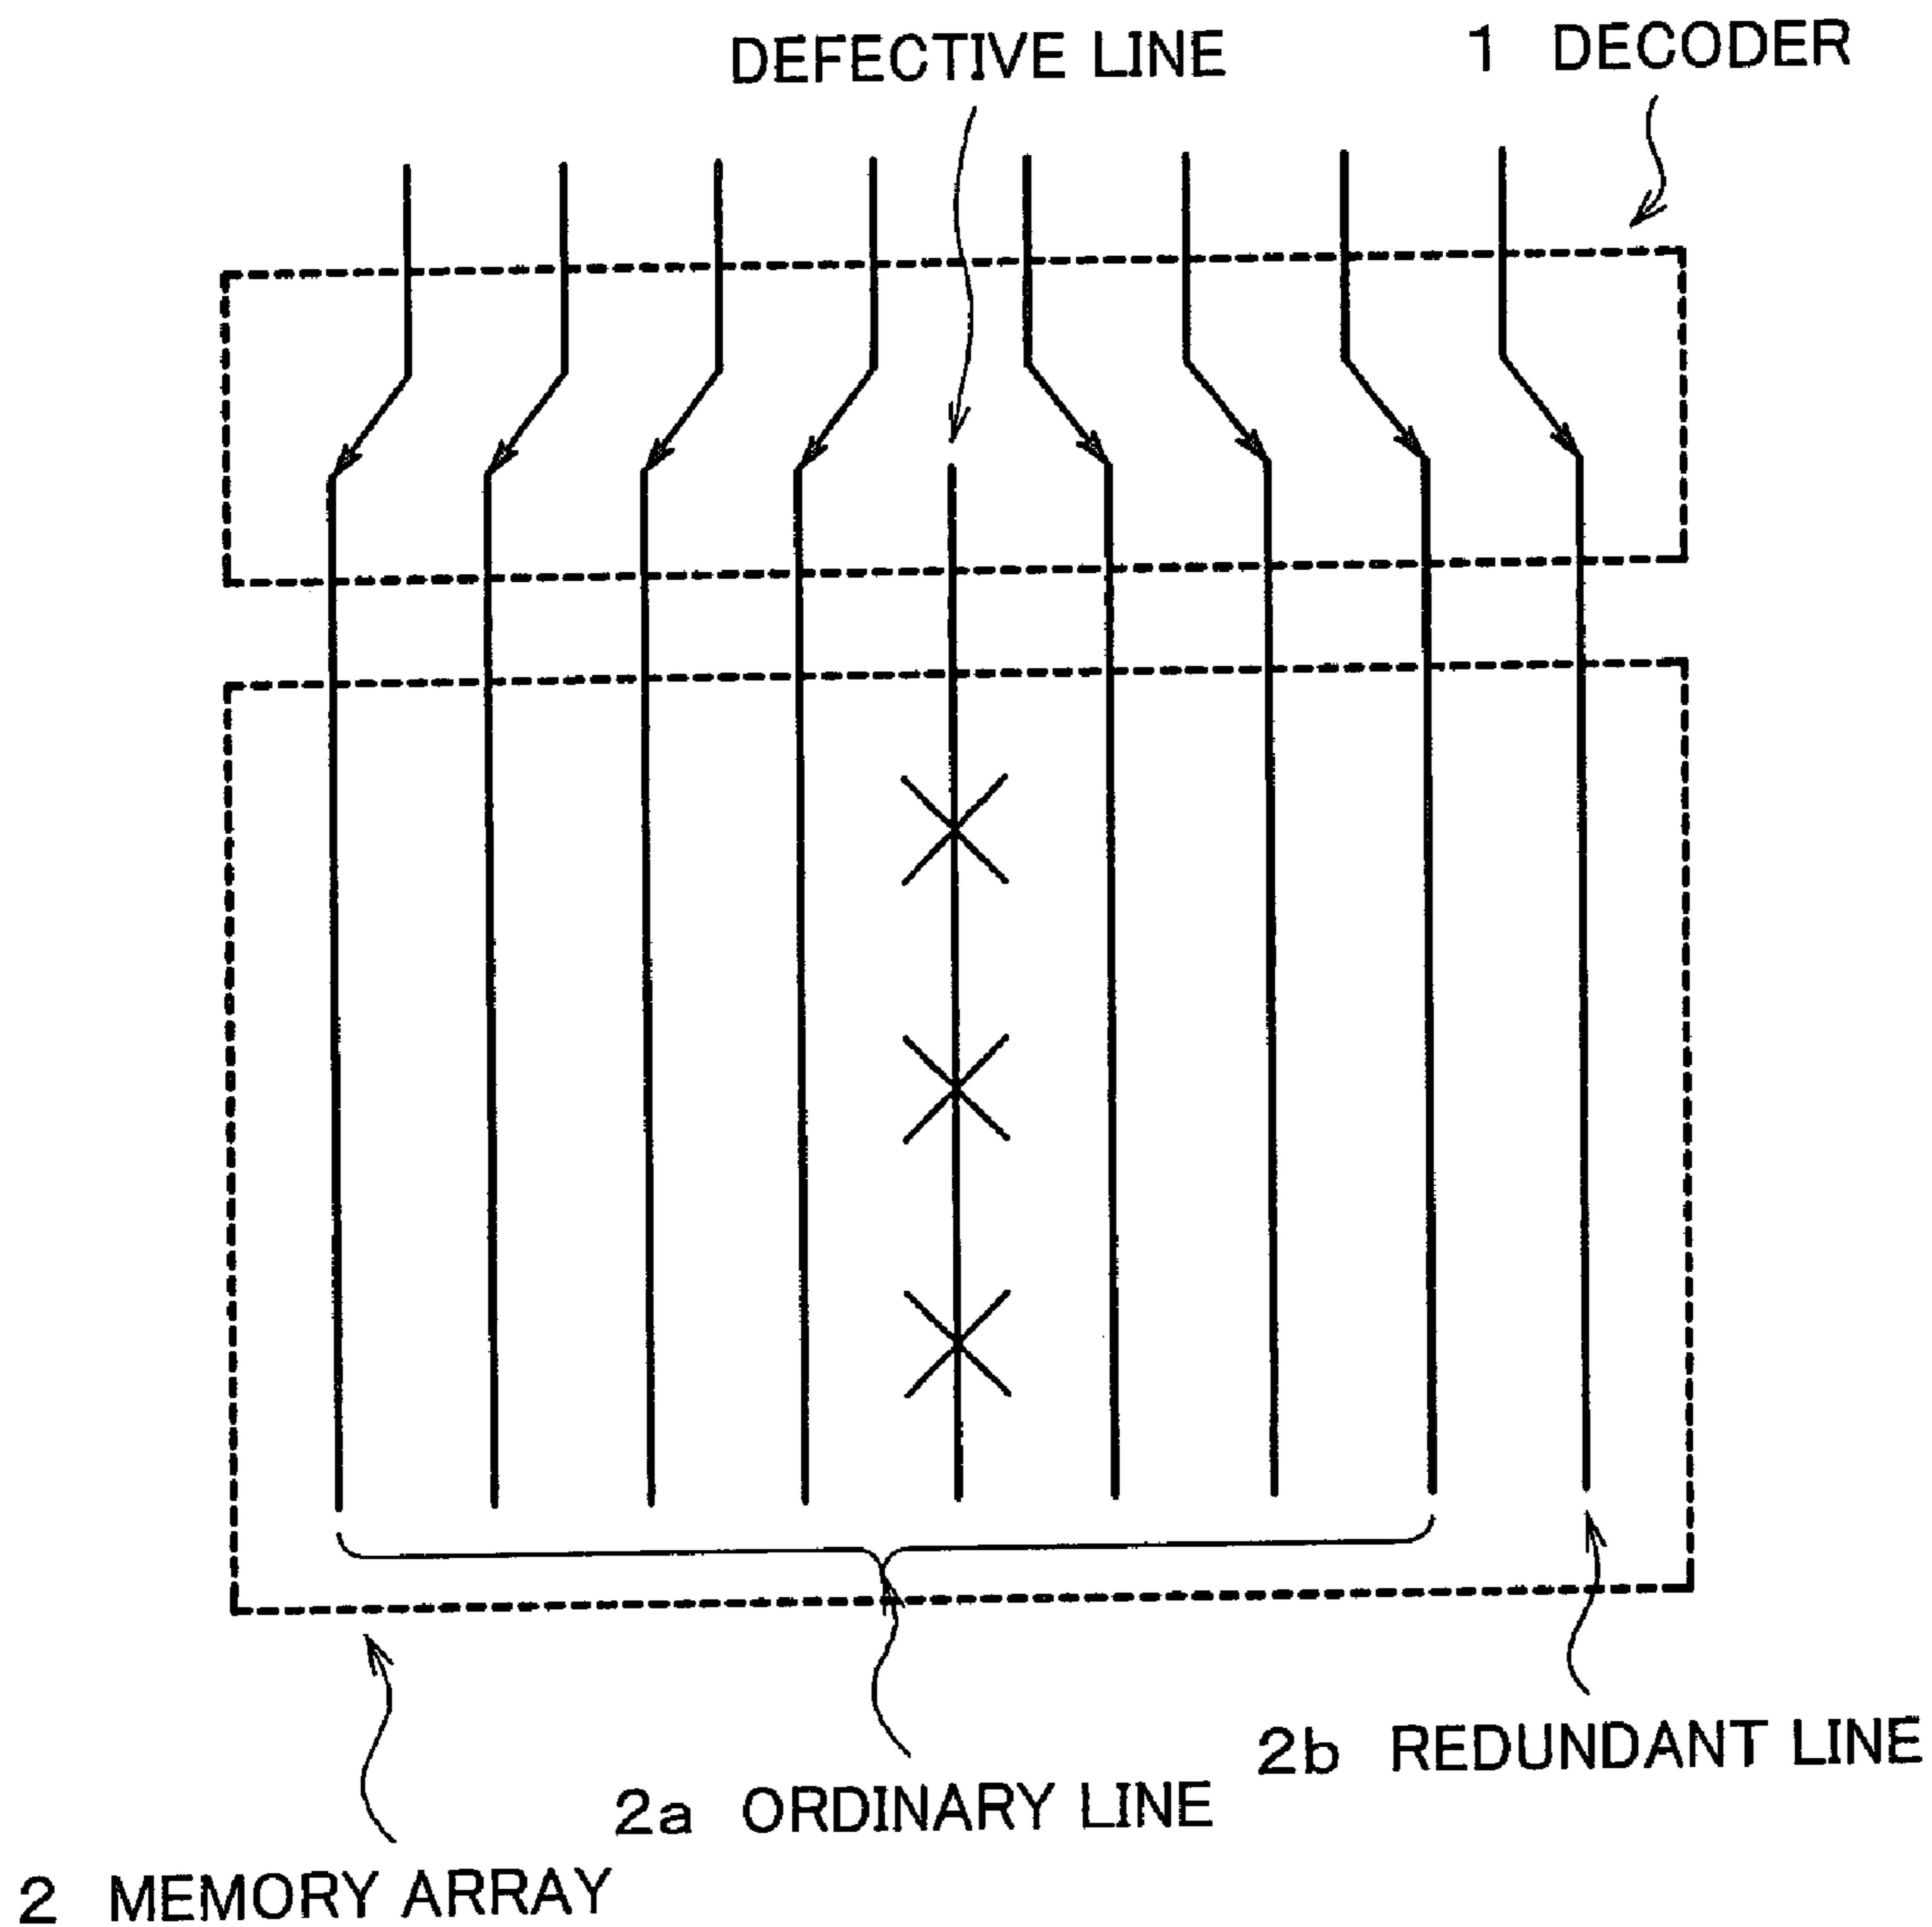 DEFECTIVE LINE
1 DECODER
2b REDUNDANT LINE
2a ORDINARY LINE
2 MEMORY ARRAY